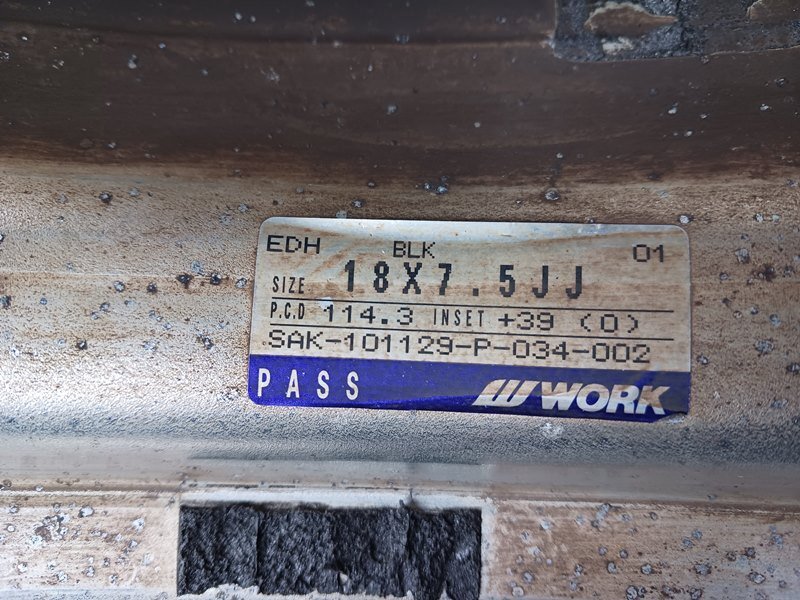 EDH BLK 01
SIZE 18X7.5JJ
P.C.D 114.3 INSET +39 (0)
SAK-101129-P-034-002
PASS WORK